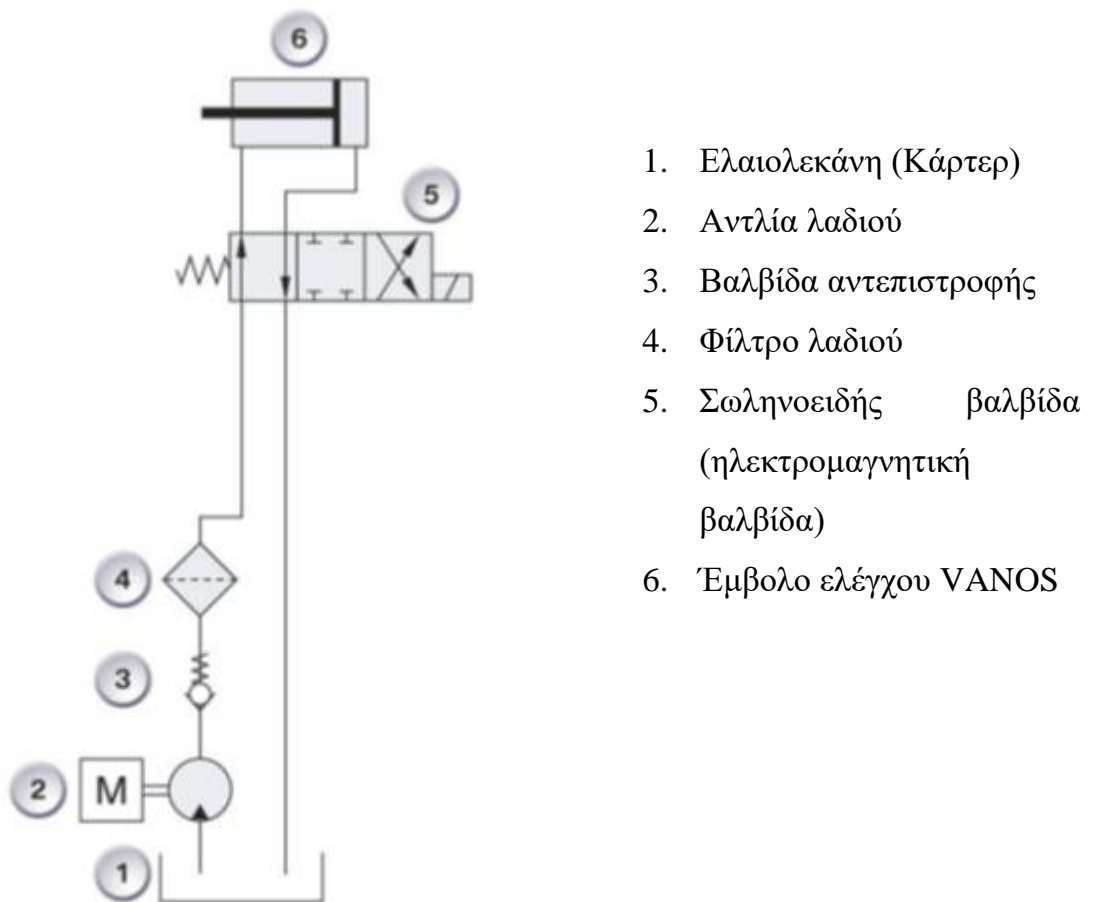 6
5
4
3
2
M
1
1. Ελαιολεκάνη (Κάρτερ)
2. Αντλία λαδιού
3. Βαλβίδα αντεπιστροφής
4. Φίλτρο λαδιού
5. Σωληνοειδής βαλβίδα
(ηλεκτρομαγνητική
βαλβίδα)
6. Έμβολο ελέγχου VANOS